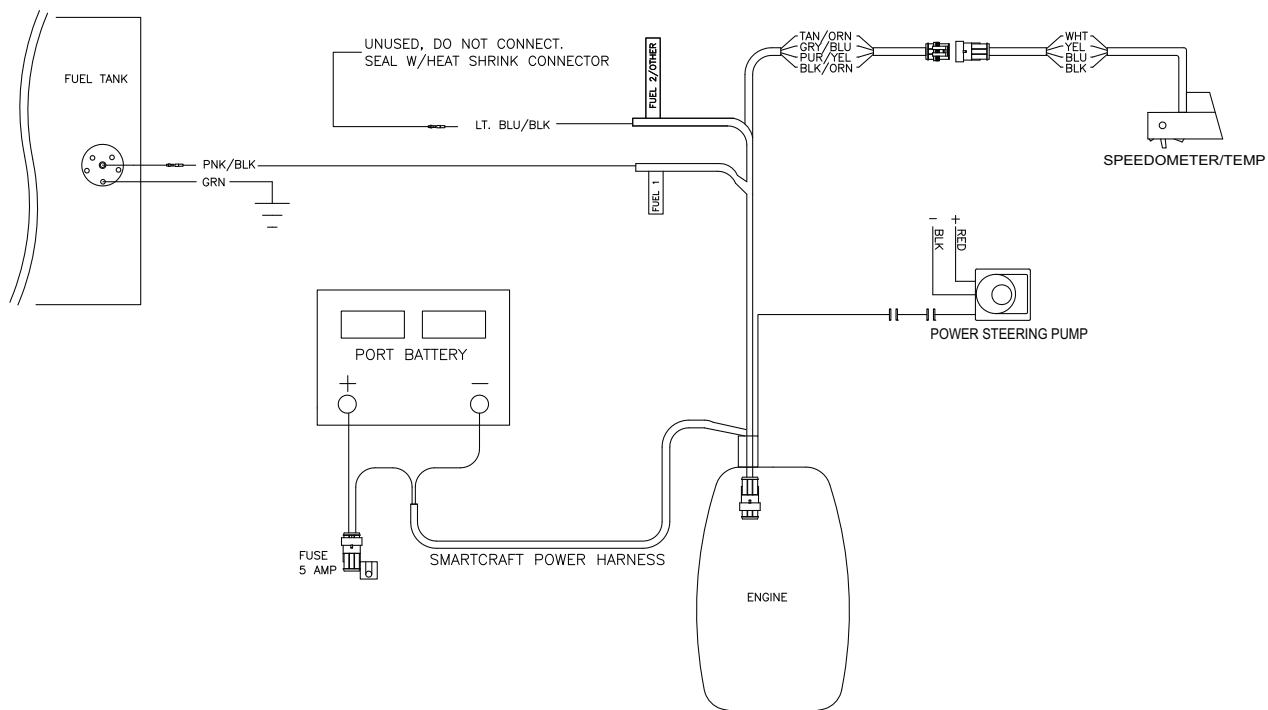 UNUSED, DO NOT CONNECT.
SEAL W/HEAT SHRINK CONNECTOR
FUEL TANK
FUEL 2/OTHER
TAN/ORN
GRY/BLU
PUR/YEL
BLK/ORN
WHT
YEL
BLU
BLK
LT. BLU/BLK
SPEEDOMETER/TEMP
PNK/BLK
GRN
FUEL 1
- +
BLK
RED
POWER STEERING PUMP
PORT BATTERY
+ -
FUSE
5 AMP
SMARTCRAFT POWER HARNESS
ENGINE